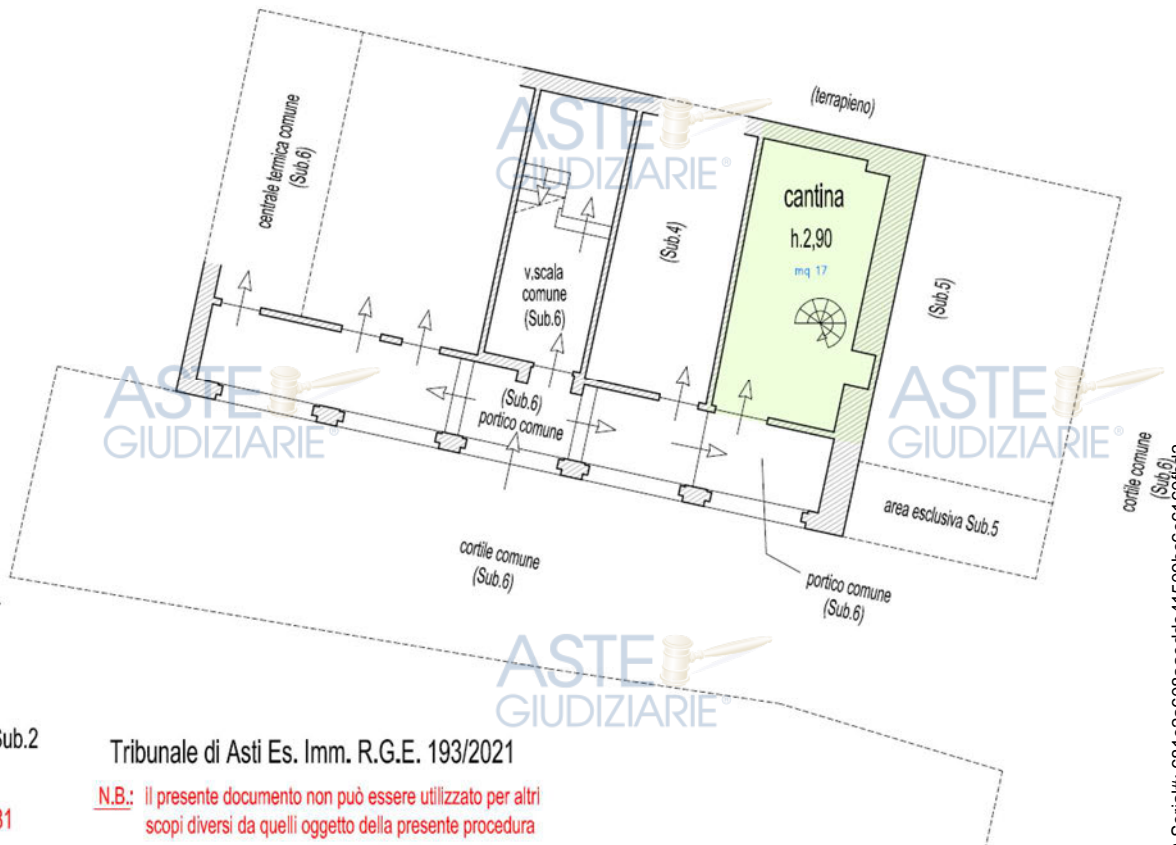 (terrapieno)
ASTE
GIUDIZIARIE®
centrale termica comune
(Sub.6)
cantina
h.2,90
mq 17
(Sub.4)
v.scala
comune
(Sub.6)
(Sub.5)
ASTE
GIUDIZIARIE®
(Sub.6)
portico comune
ASTE
GIUDIZIARIE®
cortile comune
(Sub.6)
area esclusiva Sub.5
cortile comune
(Sub.6)
portico comune
(Sub.6)
ASTE
GIUDIZIARIE®
Sub.2
Tribunale di Asti Es. Imm. R.G.E. 193/2021
N.B.: il presente documento non può essere utilizzato per altri
scopi diversi da quelli oggetto della presente procedura
31